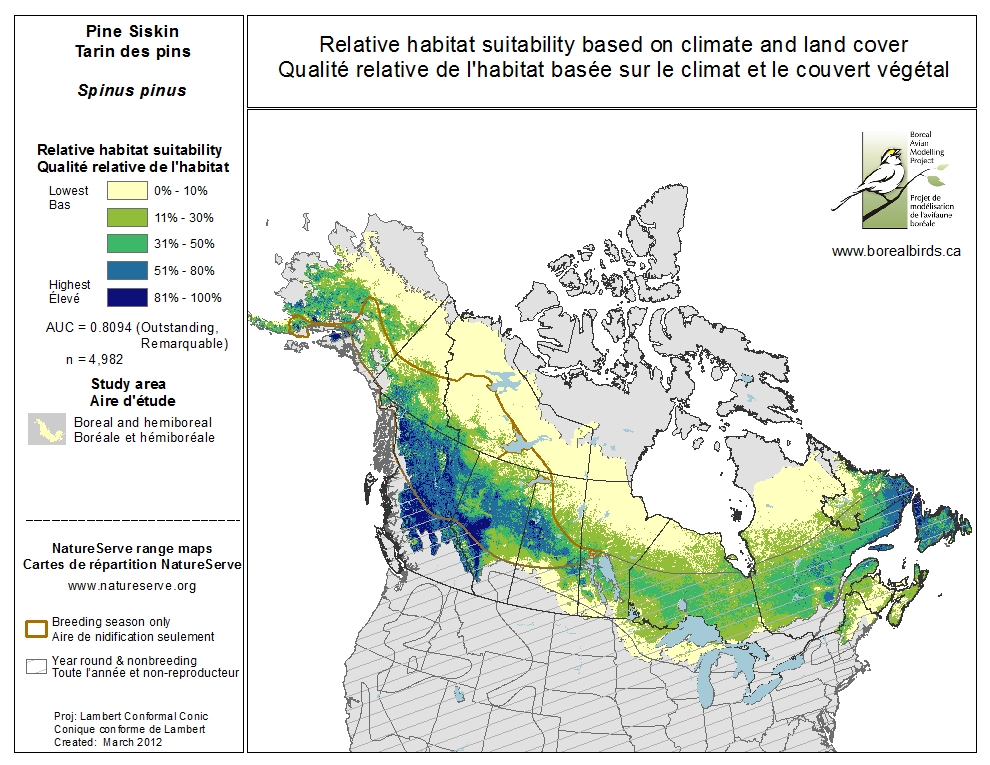 Pine Siskin
Tarin des pins
Spinus pinus
Relative habitat suitability
Qualité relative de l'habitat
Lowest
Bas
0% - 10%
11% - 30%
31% - 50%
51% - 80%
Highest
Élevé
81% - 100%
AUC = 0.8094 (Outstanding,
Remarquable)
n = 4,982
Study area
Aire d'étude
Boreal and hemiboreal
Boréale et hémiboréale
NatureServe range maps
Cartes de répartition NatureServe
www.natureserve.org
Breeding season only
Aire de nidification seulement
Year round & nonbreeding
Toute l'année et non-reproducteur
Proj: Lambert Conformal Conic
Conique conforme de Lambert
Created: March 2012
Relative habitat suitability based on climate and land cover
Qualité relative de l'habitat basée sur le climat et le couvert végétal
Boreal
Avian
Modelling
Project
Projet de
modélisation
de l'avifaune
boréale
www.borealbirds.ca